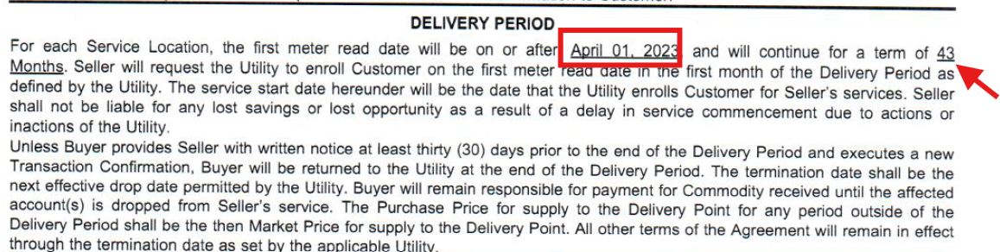 DELIVERY PERIOD
For each Service Location, the first meter read date will be on or after April 01, 2023, and will continue for a term of 43
Months. Seller will request the Utility to enroll Customer on the first meter read date in the first month of the Delivery Period as
defined by the Utility. The service start date hereunder will be the date that the Utility enrolls Customer for Seller's services. Seller
shall not be liable for any lost savings or lost opportunity as a result of a delay in service commencement due to actions or
inactions of the Utility.
Unless Buyer provides Seller with written notice at least thirty (30) days prior to the end of the Delivery Period and executes a new
Transaction Confirmation, Buyer will be returned to the Utility at the end of the Delivery Period. The termination date shall be the
next effective drop date permitted by the Utility. Buyer will remain responsible for payment for Commodity received until the affected
account(s) is dropped from Seller's service. The Purchase Price for supply to the Delivery Point for any period outside of the
Delivery Period shall be the then Market Price for supply to the Delivery Point. All other terms of the Agreement will remain in effect
through the termination date as set by the applicable Utility.